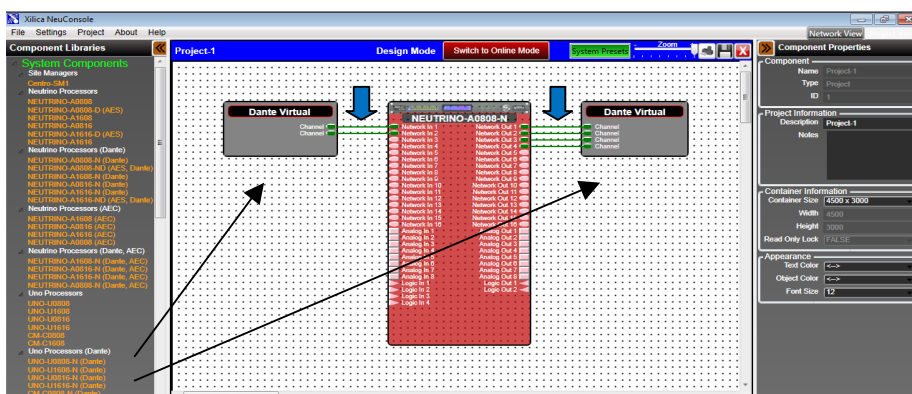 Xilica NeuConsole
File Settings Project About Help
Network View
Component Libraries
Project-1
Design Mode
Switch to Online Mode
System Presets
Zoom
Component Properties
System Components
Site Managers
Centro-SM1
Neutrino Processors
NEUTRINO-A0808
NEUTRINO-A0808-D (AES)
NEUTRINO-A1608
NEUTRINO-A0816
NEUTRINO-A1616-D (AES)
NEUTRINO-A1616
Neutrino Processors (Dante)
NEUTRINO-A0808-N (Dante)
NEUTRINO-A0808-ND (AES, Dante)
NEUTRINO-A1608-N (Dante)
NEUTRINO-A0816-N (Dante)
NEUTRINO-A1616-N (Dante)
NEUTRINO-A1616-ND (AES, Dante)
Neutrino Processors (AEC)
NEUTRINO-A1608 (AEC)
NEUTRINO-A0816 (AEC)
NEUTRINO-A1616 (AEC)
NEUTRINO-A0808 (AEC)
Neutrino Processors (Dante, AEC)
NEUTRINO-A1608-N (Dante, AEC)
NEUTRINO-A0816-N (Dante, AEC)
NEUTRINO-A1616-N (Dante, AEC)
NEUTRINO-A0808-N (Dante, AEC)
Uno Processors
UNO-U0808
UNO-U1608
UNO-U0816
UNO-U1616
CM-C0808
CM-C1608
Uno Processors (Dante)
UNO-U0808-N (Dante)
UNO-U1608-N (Dante)
UNO-U0816-N (Dante)
UNO-U1616-N (Dante)
CM-C0808-N (Dante)
Dante Virtual
Channel
Channel
NEUTRINO-A0808-N
Network In 1 Network Out 1
Network In 2 Network Out 2
Network In 3 Network Out 3
Network In 4 Network Out 4
Network In 5 Network Out 5
Network In 6 Network Out 6
Network In 7 Network Out 7
Network In 8 Network Out 8
Network In 9 Network Out 9
Network In 10 Network Out 10
Network In 11 Network Out 11
Network In 12 Network Out 12
Network In 13 Network Out 13
Network In 14 Network Out 14
Network In 15 Network Out 15
Network In 16 Network Out 16
Analog In 1 Analog Out 1
Analog In 2 Analog Out 2
Analog In 3 Analog Out 3
Analog In 4 Analog Out 4
Analog In 5 Analog Out 5
Analog In 6 Analog Out 6
Analog In 7 Analog Out 7
Analog In 8 Analog Out 8
Logic In 1 Logic Out 1
Logic In 2 Logic Out 2
Logic In 3
Logic In 4
Dante Virtual
Channel
Channel
Channel
Channel
Component
Name Project-1
Type Project
ID 1
Project Information
Description Project-1
Notes
Container Information
Container Size 4500 x 3000
Width 4500
Height 3000
Read Only Lock FALSE
Appearance
Text Color <-->
Object Color <-->
Font Size 12